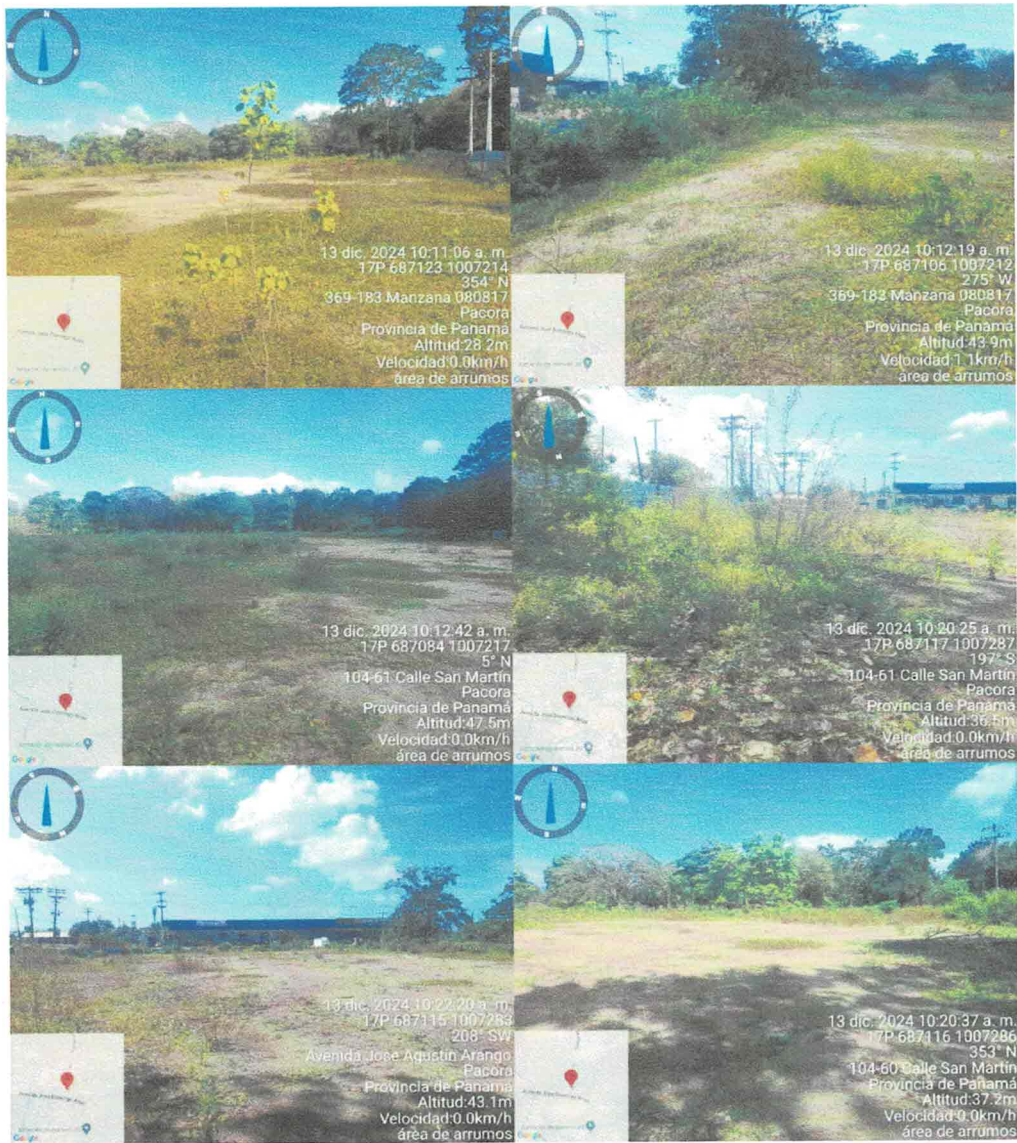 13 dic. 2024 10:11:06 a. m.
17P 687123 1007214
354° N
369-183 Manzana 080817
Pacora
Provincia de Panamá
Altitud:28.2m
Velocidad:0.0km/h
área de arrumos
Google
13 dic. 2024 10:12:19 a. m.
17P 687106 1007212
275° W
369-183 Manzana 080817
Pacora
Provincia de Panamá
Altitud:43.9m
Velocidad:1.1km/h
área de arrumos
Google
13 dic. 2024 10:12:42 a. m.
17P 687084 1007217
5° N
104-61 Calle San Martín
Pacora
Provincia de Panamá
Altitud:47.5m
Velocidad:0.0km/h
área de arrumos
Google
13 dic. 2024 10:20:25 a. m.
17P 687117 1007287
197° S
104-61 Calle San Martín
Pacora
Provincia de Panamá
Altitud:36.5m
Velocidad:0.0km/h
área de arrumos
Google
13 dic. 2024 10:22:20 a. m.
17P 687115 1007283
208° SW
Avenida José Agustín Arango
Pacora
Provincia de Panamá
Altitud:43.1m
Velocidad:0.0km/h
área de arrumos
Google
13 dic. 2024 10:20:37 a. m.
17P 687116 1007286
353° N
104-60 Calle San Martín
Pacora
Provincia de Panamá
Altitud:37.2m
Velocidad:0.0km/h
área de arrumos
Google